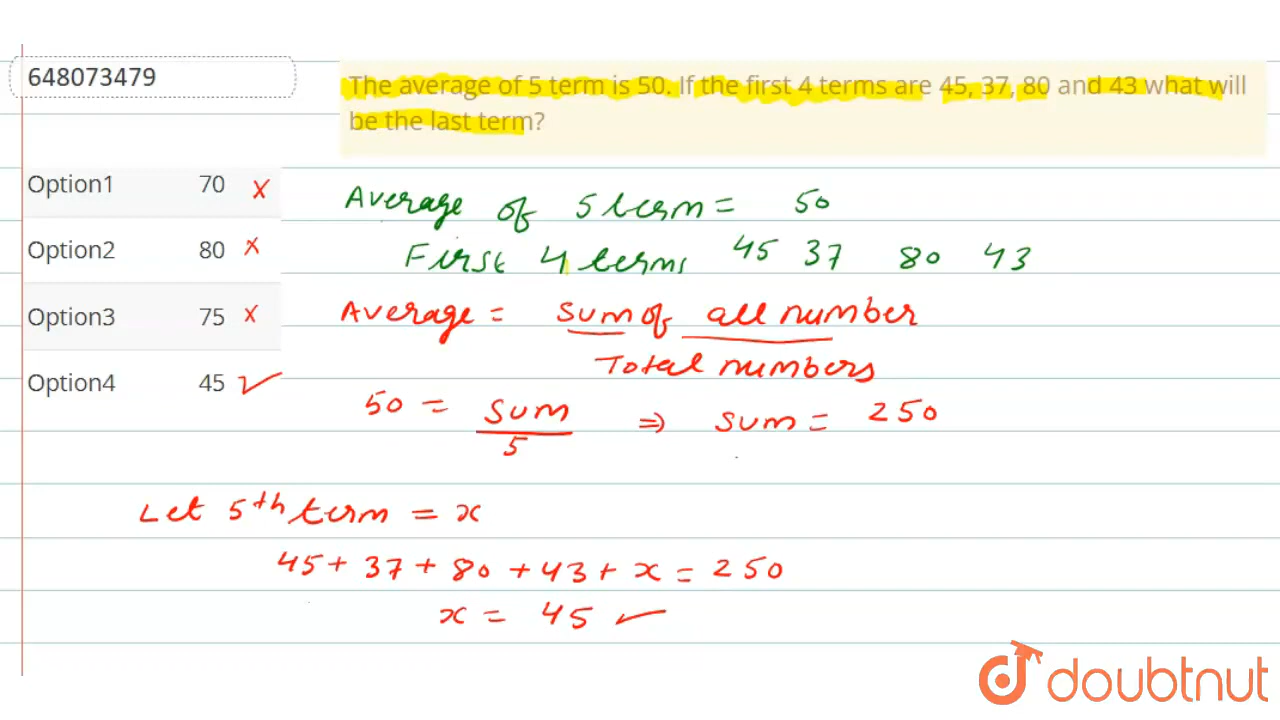 648073479
The average of 5 term is 50. If the first 4 terms are 45, 37, 80 and 43 what will
be the last term?
Option1 70 x
Option2 80 x
Option3 75 x
Option4 45 ✓
Average of 5 term = 50
First 4 terms 45 37 80 43
Average = sum of all number
Total numbers
50 = sum ⇒ sum = 250
5
Let 5th term = x
45 + 37 + 80 + 43 + x = 250
x = 45 ✓
doubtnut